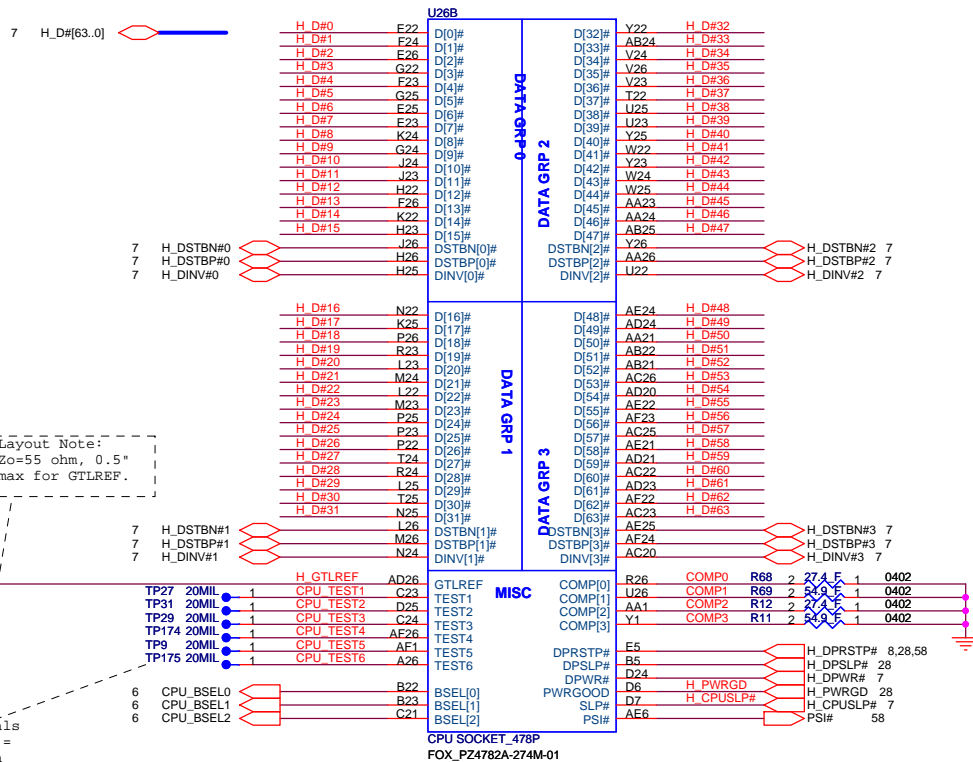 U26B
7 H_D#[63..0]
H_D#0 E22 D[0]# D[32]# Y22 H_D#32
H_D#1 F24 D[1]# D[33]# AB24 H_D#33
H_D#2 E26 D[2]# D[34]# V24 H_D#34
H_D#3 G22 D[3]# D[35]# V26 H_D#35
H_D#4 F23 D[4]# D[36]# V23 H_D#36
H_D#5 G25 D[5]# D[37]# T22 H_D#37
H_D#6 E25 D[6]# D[38]# U25 H_D#38
H_D#7 E23 D[7]# D[39]# U23 H_D#39
H_D#8 K24 D[8]# D[40]# Y25 H_D#40
H_D#9 G24 D[9]# D[41]# W22 H_D#41
H_D#10 J24 D[10]# D[42]# Y23 H_D#42
H_D#11 J23 D[11]# D[43]# W24 H_D#43
H_D#12 H22 D[12]# D[44]# W25 H_D#44
H_D#13 F26 D[13]# D[45]# AA23 H_D#45
H_D#14 K22 D[14]# D[46]# AA24 H_D#46
H_D#15 H23 D[15]# D[47]# AB25 H_D#47
7 H_DSTBN#0 J26 DSTBN[0]# DSTBN[2]# Y26 H_DSTBN#2 7
7 H_DSTBP#0 H26 DSTBP[0]# DSTBP[2]# AA26 H_DSTBP#2 7
7 H_DINV#0 H25 DINV[0]# DINV[2]# U22 H_DINV#2 7
DATA GRP 0
DATA GRP 2
H_D#16 N22 D[16]# D[48]# AE24 H_D#48
H_D#17 K25 D[17]# D[49]# AD24 H_D#49
H_D#18 P26 D[18]# D[50]# AA21 H_D#50
H_D#19 R23 D[19]# D[51]# AB22 H_D#51
H_D#20 L23 D[20]# D[52]# AB21 H_D#52
H_D#21 M24 D[21]# D[53]# AC26 H_D#53
H_D#22 L22 D[22]# D[54]# AD20 H_D#54
H_D#23 M23 D[23]# D[55]# AE22 H_D#55
H_D#24 P25 D[24]# D[56]# AF23 H_D#56
H_D#25 P23 D[25]# D[57]# AC25 H_D#57
H_D#26 P22 D[26]# D[58]# AE21 H_D#58
H_D#27 T24 D[27]# D[59]# AD21 H_D#59
H_D#28 R24 D[28]# D[60]# AC22 H_D#60
H_D#29 L25 D[29]# D[61]# AD23 H_D#61
H_D#30 T25 D[30]# D[62]# AF22 H_D#62
H_D#31 N25 D[31]# D[63]# AC23 H_D#63
7 H_DSTBN#1 L26 DSTBN[1]# DSTBN[3]# AE25 H_DSTBN#3 7
7 H_DSTBP#1 M26 DSTBP[1]# DSTBP[3]# AF24 H_DSTBP#3 7
7 H_DINV#1 N24 DINV[1]# DINV[3]# AC20 H_DINV#3 7
DATA GRP 1
DATA GRP 3
Layout Note:
Zo=55 ohm, 0.5"
max for GTLREF.
MISC
H_GTLREF AD26 GTLREF COMP[0] R26 COMP0 R68 2 27.4_F 1 0402
TP27 20MIL 1 CPU_TEST1 C23 TEST1 COMP[1] U26 COMP1 R69 2 54.9_F 1 0402
TP31 20MIL 1 CPU_TEST2 D25 TEST2 COMP[2] AA1 COMP2 R12 2 27.4_F 1 0402
TP29 20MIL 1 CPU_TEST3 C24 TEST3 COMP[3] Y1 COMP3 R11 2 54.9_F 1 0402
TP174 20MIL 1 CPU_TEST4 AF26 TEST4
TP9 20MIL 1 CPU_TEST5 AF1 TEST5 DPRSTP# E5 H_DPRSTP# 8,28,58
TP175 20MIL 1 CPU_TEST6 A26 TEST6 DPSLP# B5 H_DPSLP# 28
DPWR# D24 H_DPWR# 7
6 CPU_BSEL0 B22 BSEL[0] PWRGOOD D6 H_PWRGD H_PWRGD 28
6 CPU_BSEL1 B23 BSEL[1] SLP# D7 H_CPUSLP# H_CPUSLP# 7
6 CPU_BSEL2 C21 BSEL[2] PSI# AE6 PSI# 58
als
=
CPU SOCKET_478P
FOX_PZ4782A-274M-01